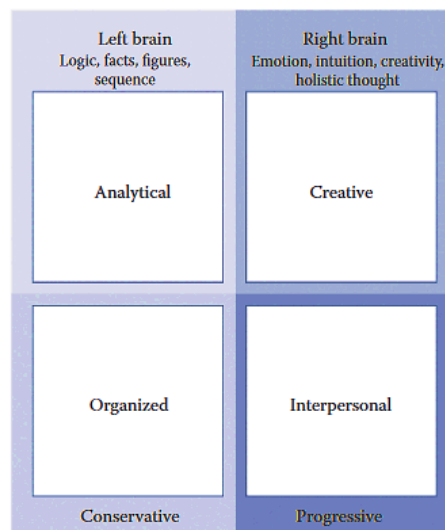 Left brain
Logic, facts, figures,
sequence
Right brain
Emotion, intuition, creativity,
holistic thought
Analytical
Creative
Organized
Interpersonal
Conservative
Progressive